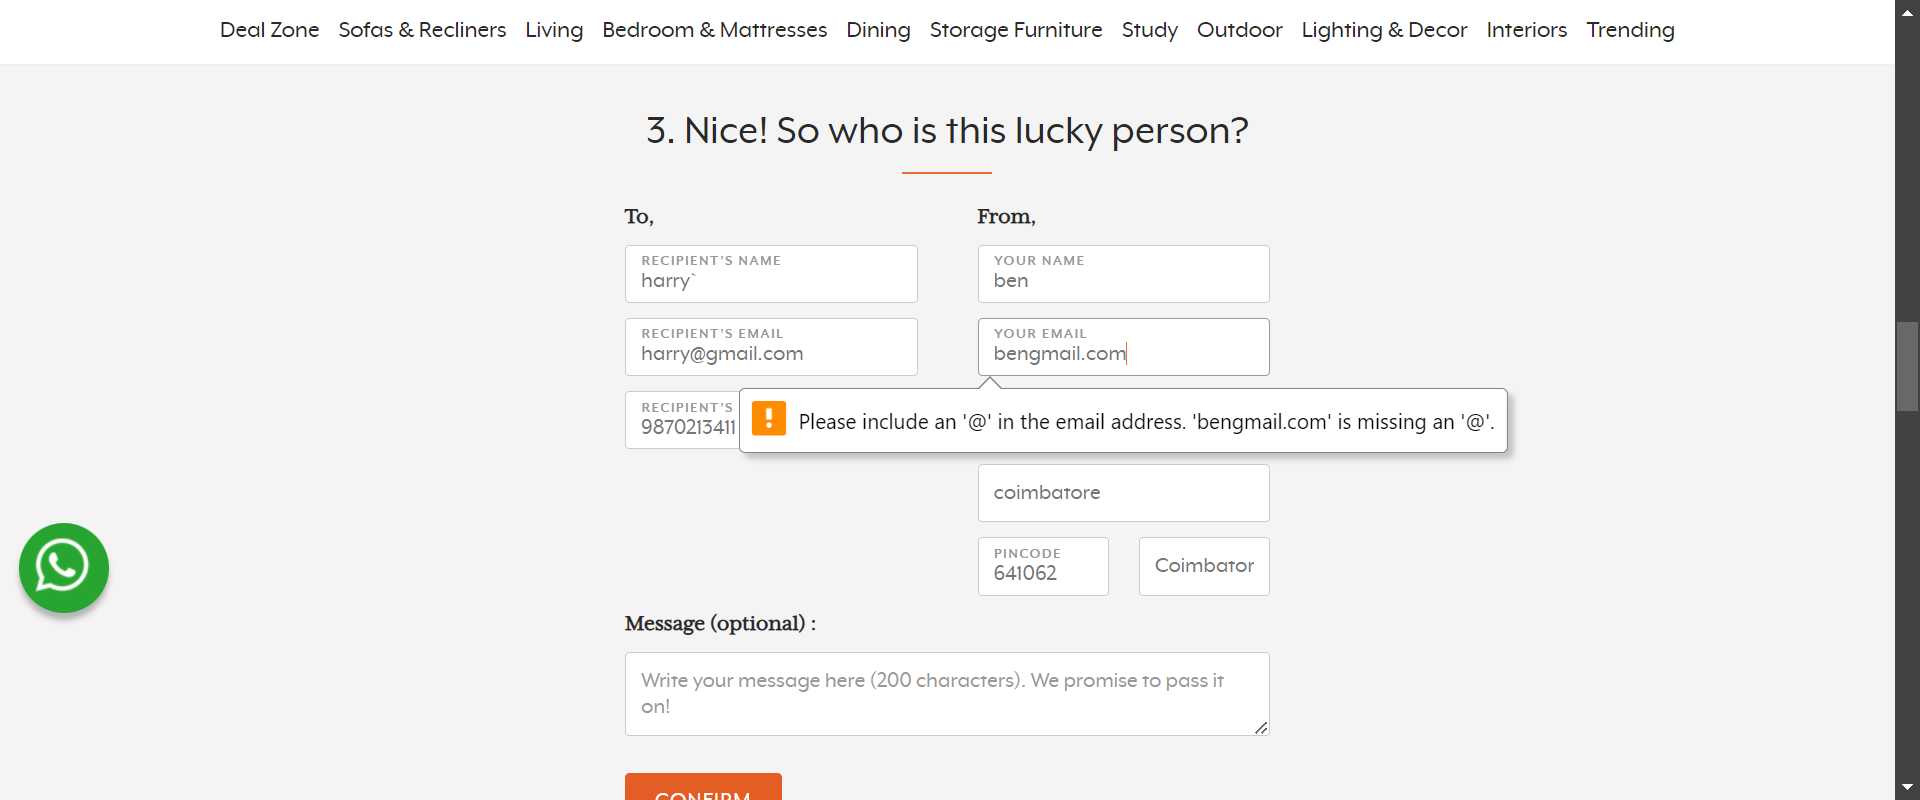 Deal Zone Sofas & Recliners Living Bedroom & Mattresses Dining Storage Furniture Study Outdoor Lighting & Decor Interiors Trending
3. Nice! So who is this lucky person?
To,
RECIPIENT'S NAME
harry`
RECIPIENT'S EMAIL
harry@gmail.com
RECIPIENT'S
9870213411
From,
YOUR NAME
ben
YOUR EMAIL
bengmail.com
Please include an '@' in the email address. 'bengmail.com' is missing an '@'.
coimbatore
PINCODE
641062
Coimbator
Message (optional) :
Write your message here (200 characters). We promise to pass it
on!
CONFIRM